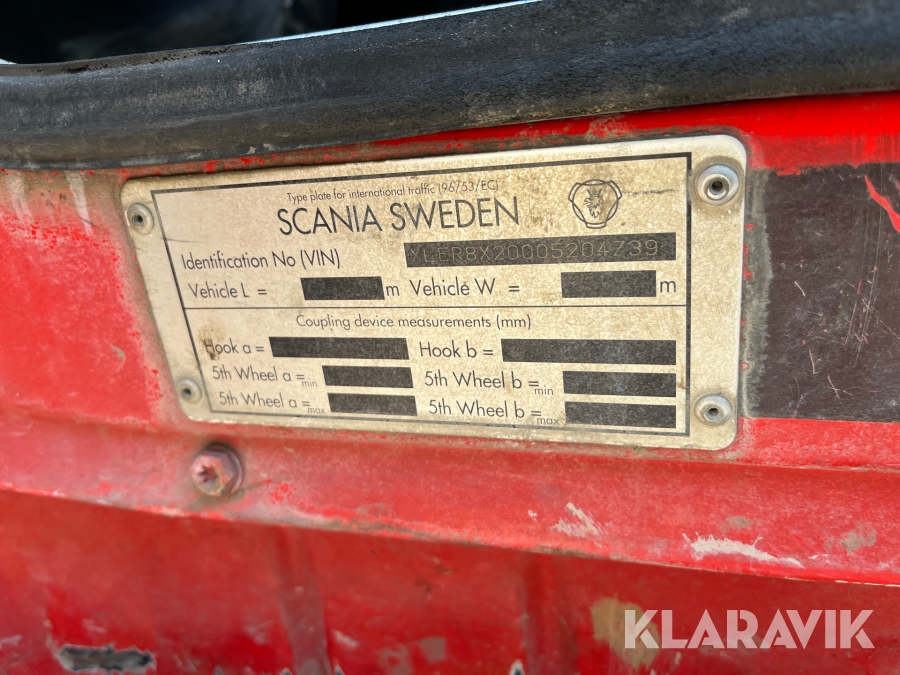 Type plate for international traffic (96/53/EC)
SCANIA SWEDEN
Identification No (VIN) XLER8X20005204739
Vehicle L = m Vehicle W = m
Coupling device measurements (mm)
Hook a = Hook b =
5th Wheel a =min 5th Wheel b =min
5th Wheel a =max 5th Wheel b =max
KLARAVIK